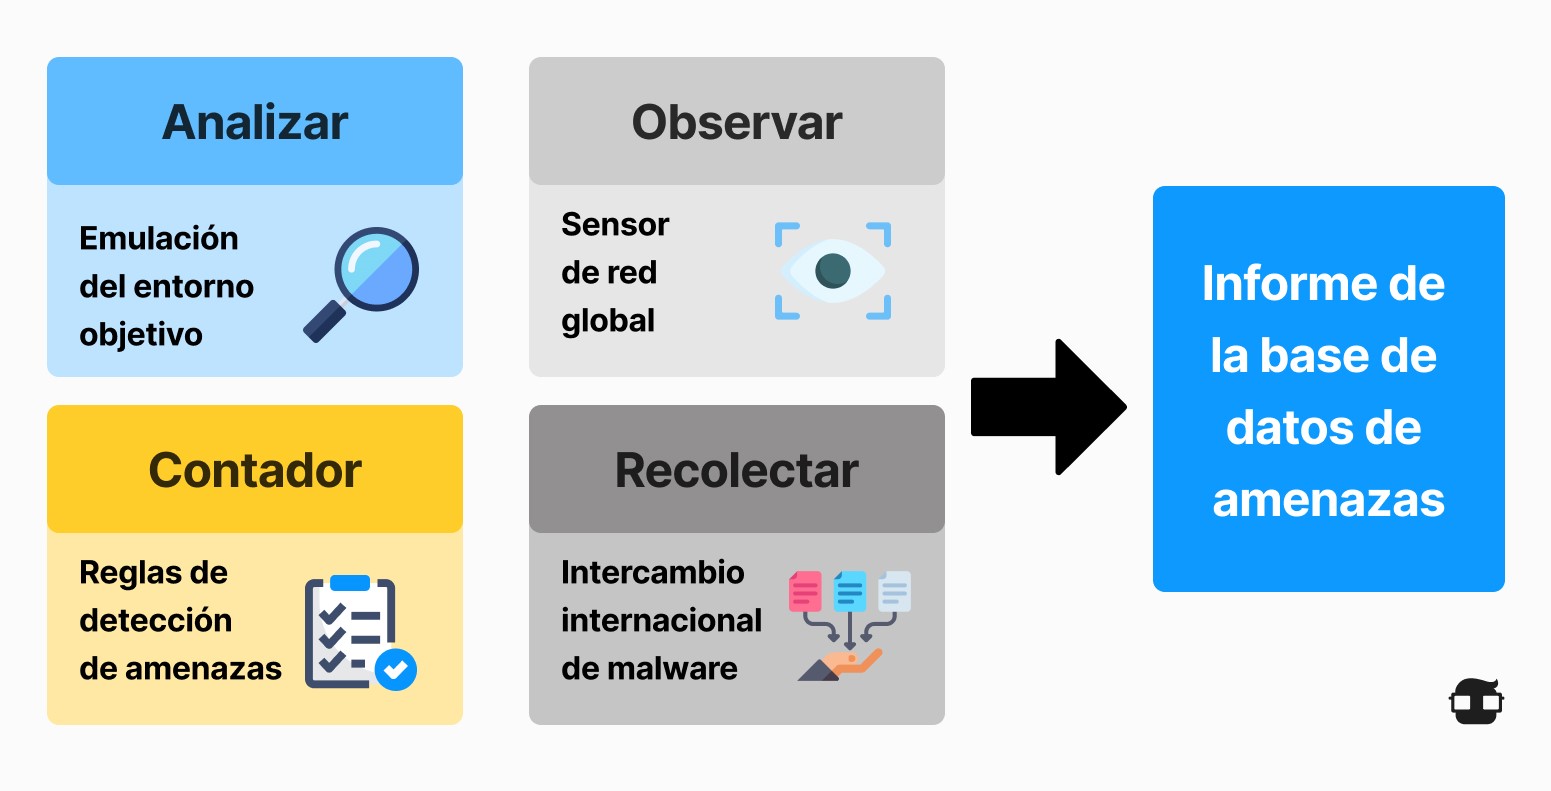 Analizar
Emulación
del entorno
objetivo
Observar
Sensor
de red
global
Contador
Reglas de
detección
de amenazas
Recolectar
Intercambio
internacional
de malware
Informe de
la base de
datos de
amenazas